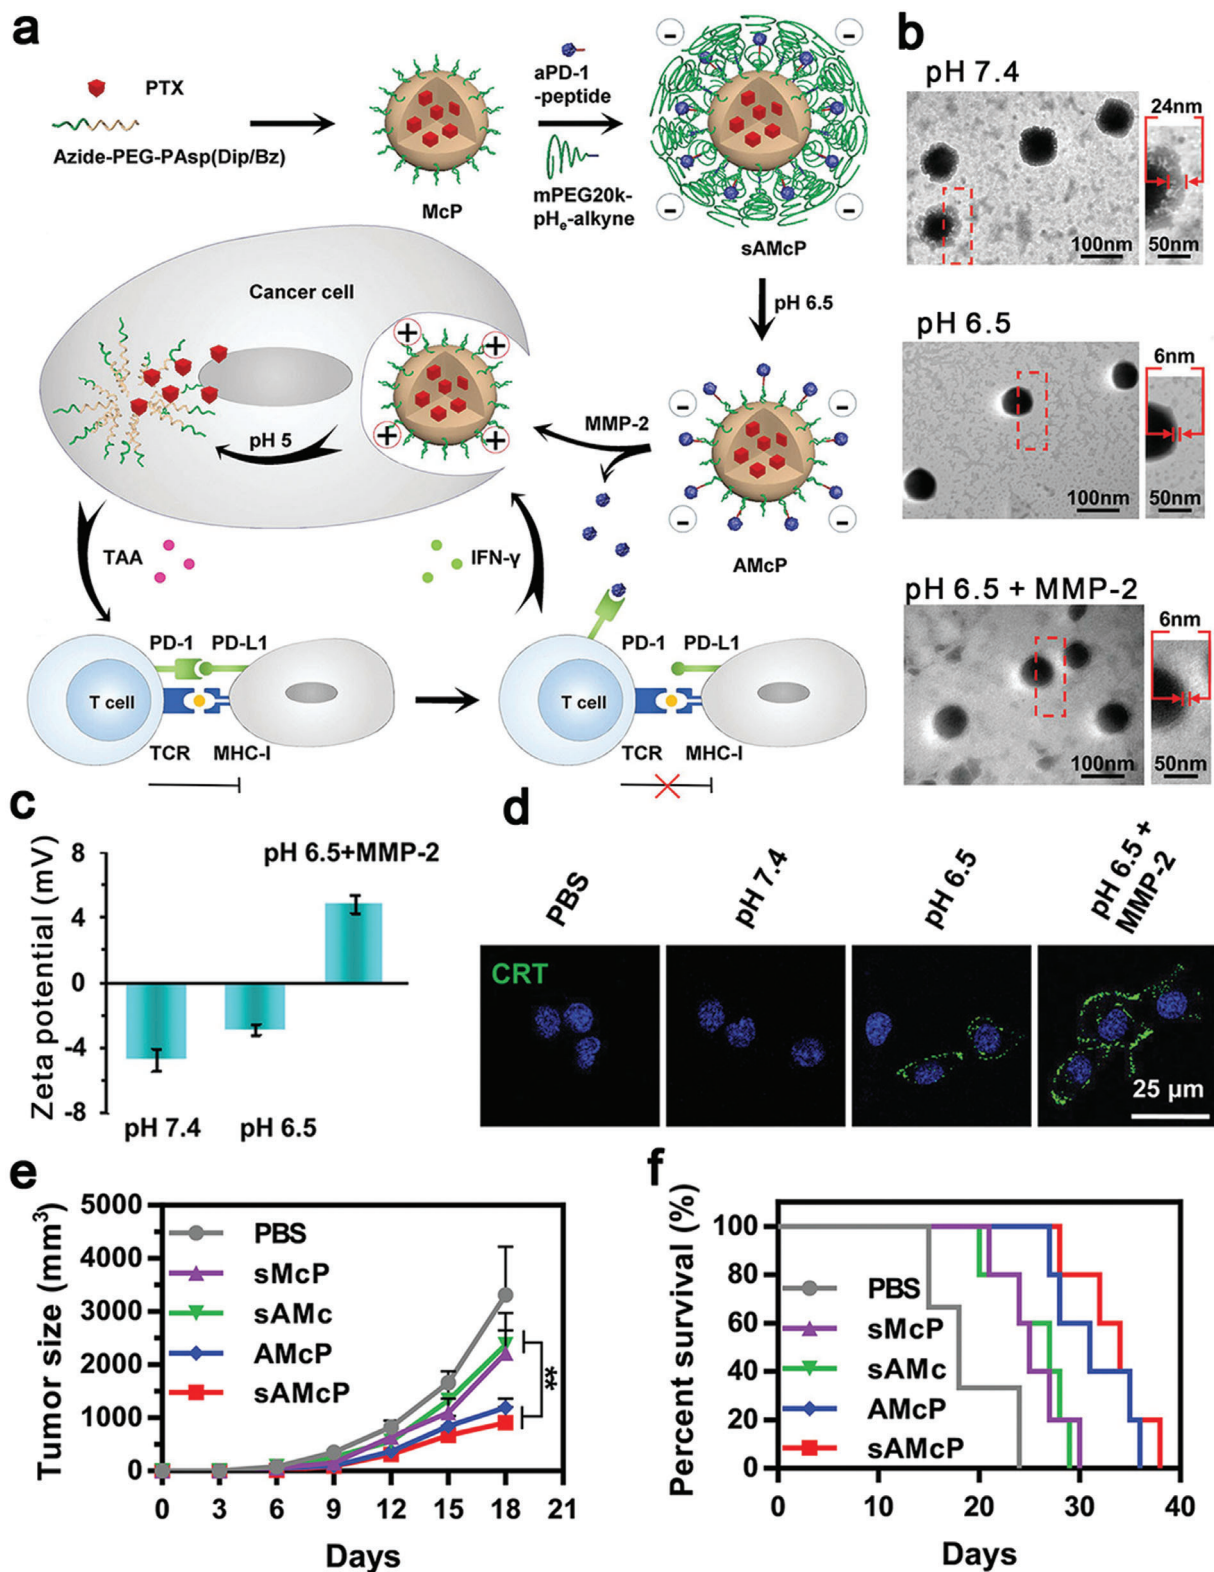 a
PTX
Azide-PEG-PAsp(Dip/Bz)
McP
aPD-1
-peptide
mPEG20k-
pHe-alkyne
sAMcP
pH 6.5
Cancer cell
pH 5
MMP-2
AMcP
TAA
IFN-γ
PD-1 PD-L1
T cell
TCR MHC-I
PD-1 PD-L1
T cell
TCR MHC-I
b
pH 7.4
24nm
100nm
50nm
pH 6.5
6nm
100nm
50nm
pH 6.5 + MMP-2
6nm
100nm
50nm
c
Zeta potential (mV)
8
4
0
-4
-8
pH 6.5+MMP-2
pH 7.4
pH 6.5
d
PBS
pH 7.4
pH 6.5
pH 6.5 +
MMP-2
CRT
25 μm
e
Tumor size (mm³)
5000
4000
3000
2000
1000
0
PBS
sMcP
sAMc
AMcP
sAMcP
**
0 3 6 9 12 15 18 21
Days
f
Percent survival (%)
100
80
60
40
20
0
PBS
sMcP
sAMc
AMcP
sAMcP
0 10 20 30 40
Days